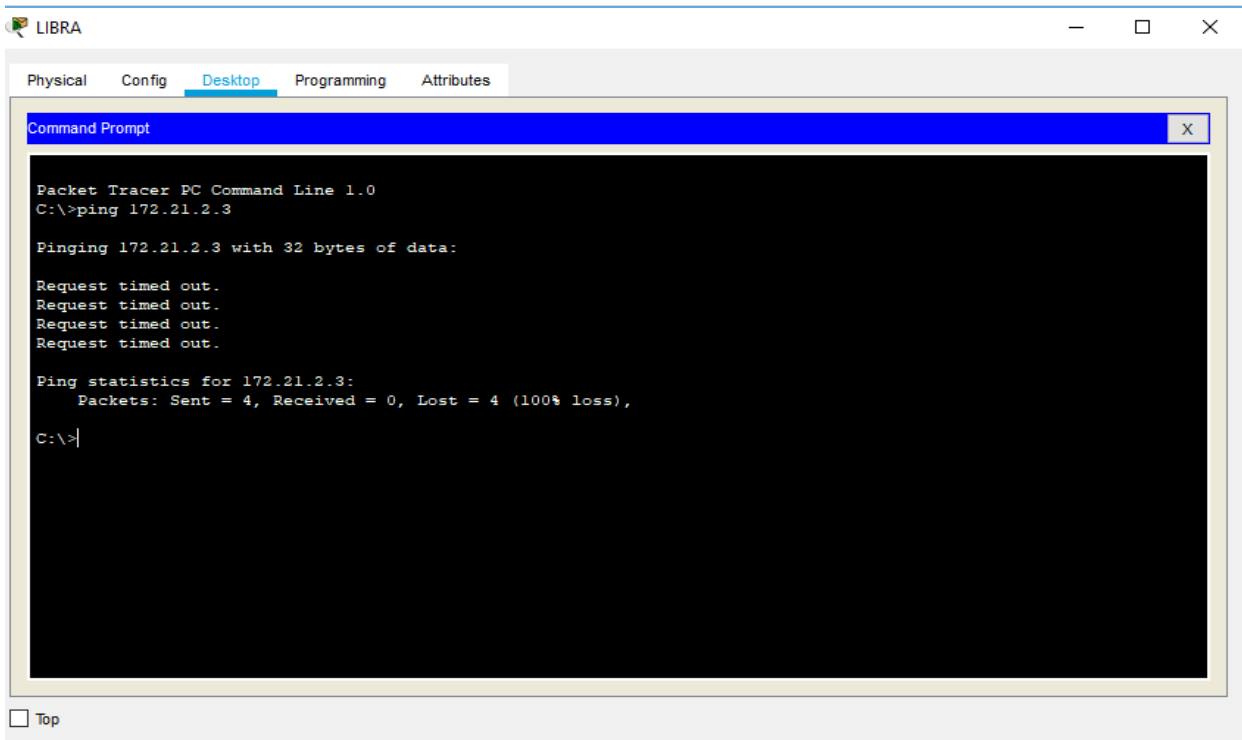 LIBRA
Physical Config Desktop Programming Attributes
Command Prompt
X
Packet Tracer PC Command Line 1.0
C:\>ping 172.21.2.3
Pinging 172.21.2.3 with 32 bytes of data:
Request timed out.
Request timed out.
Request timed out.
Request timed out.
Ping statistics for 172.21.2.3:
Packets: Sent = 4, Received = 0, Lost = 4 (100% loss),
C:\>
Top